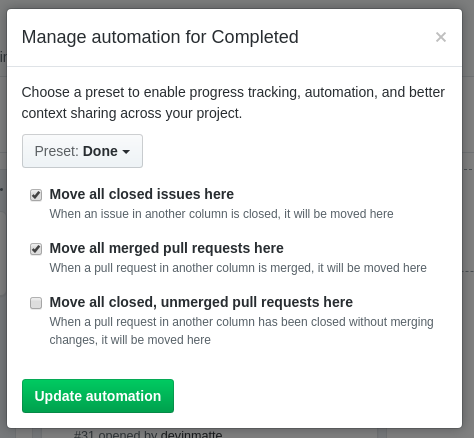 Manage automation for Completed ×
Choose a preset to enable progress tracking, automation, and better
context sharing across your project.
Preset: Done
Move all closed issues here
When an issue in another column is closed, it will be moved here
Move all merged pull requests here
When a pull request in another column is merged, it will be moved here
Move all closed, unmerged pull requests here
When a pull request in another column has been closed without merging
changes, it will be moved here
Update automation
#31 opened by devinmatte